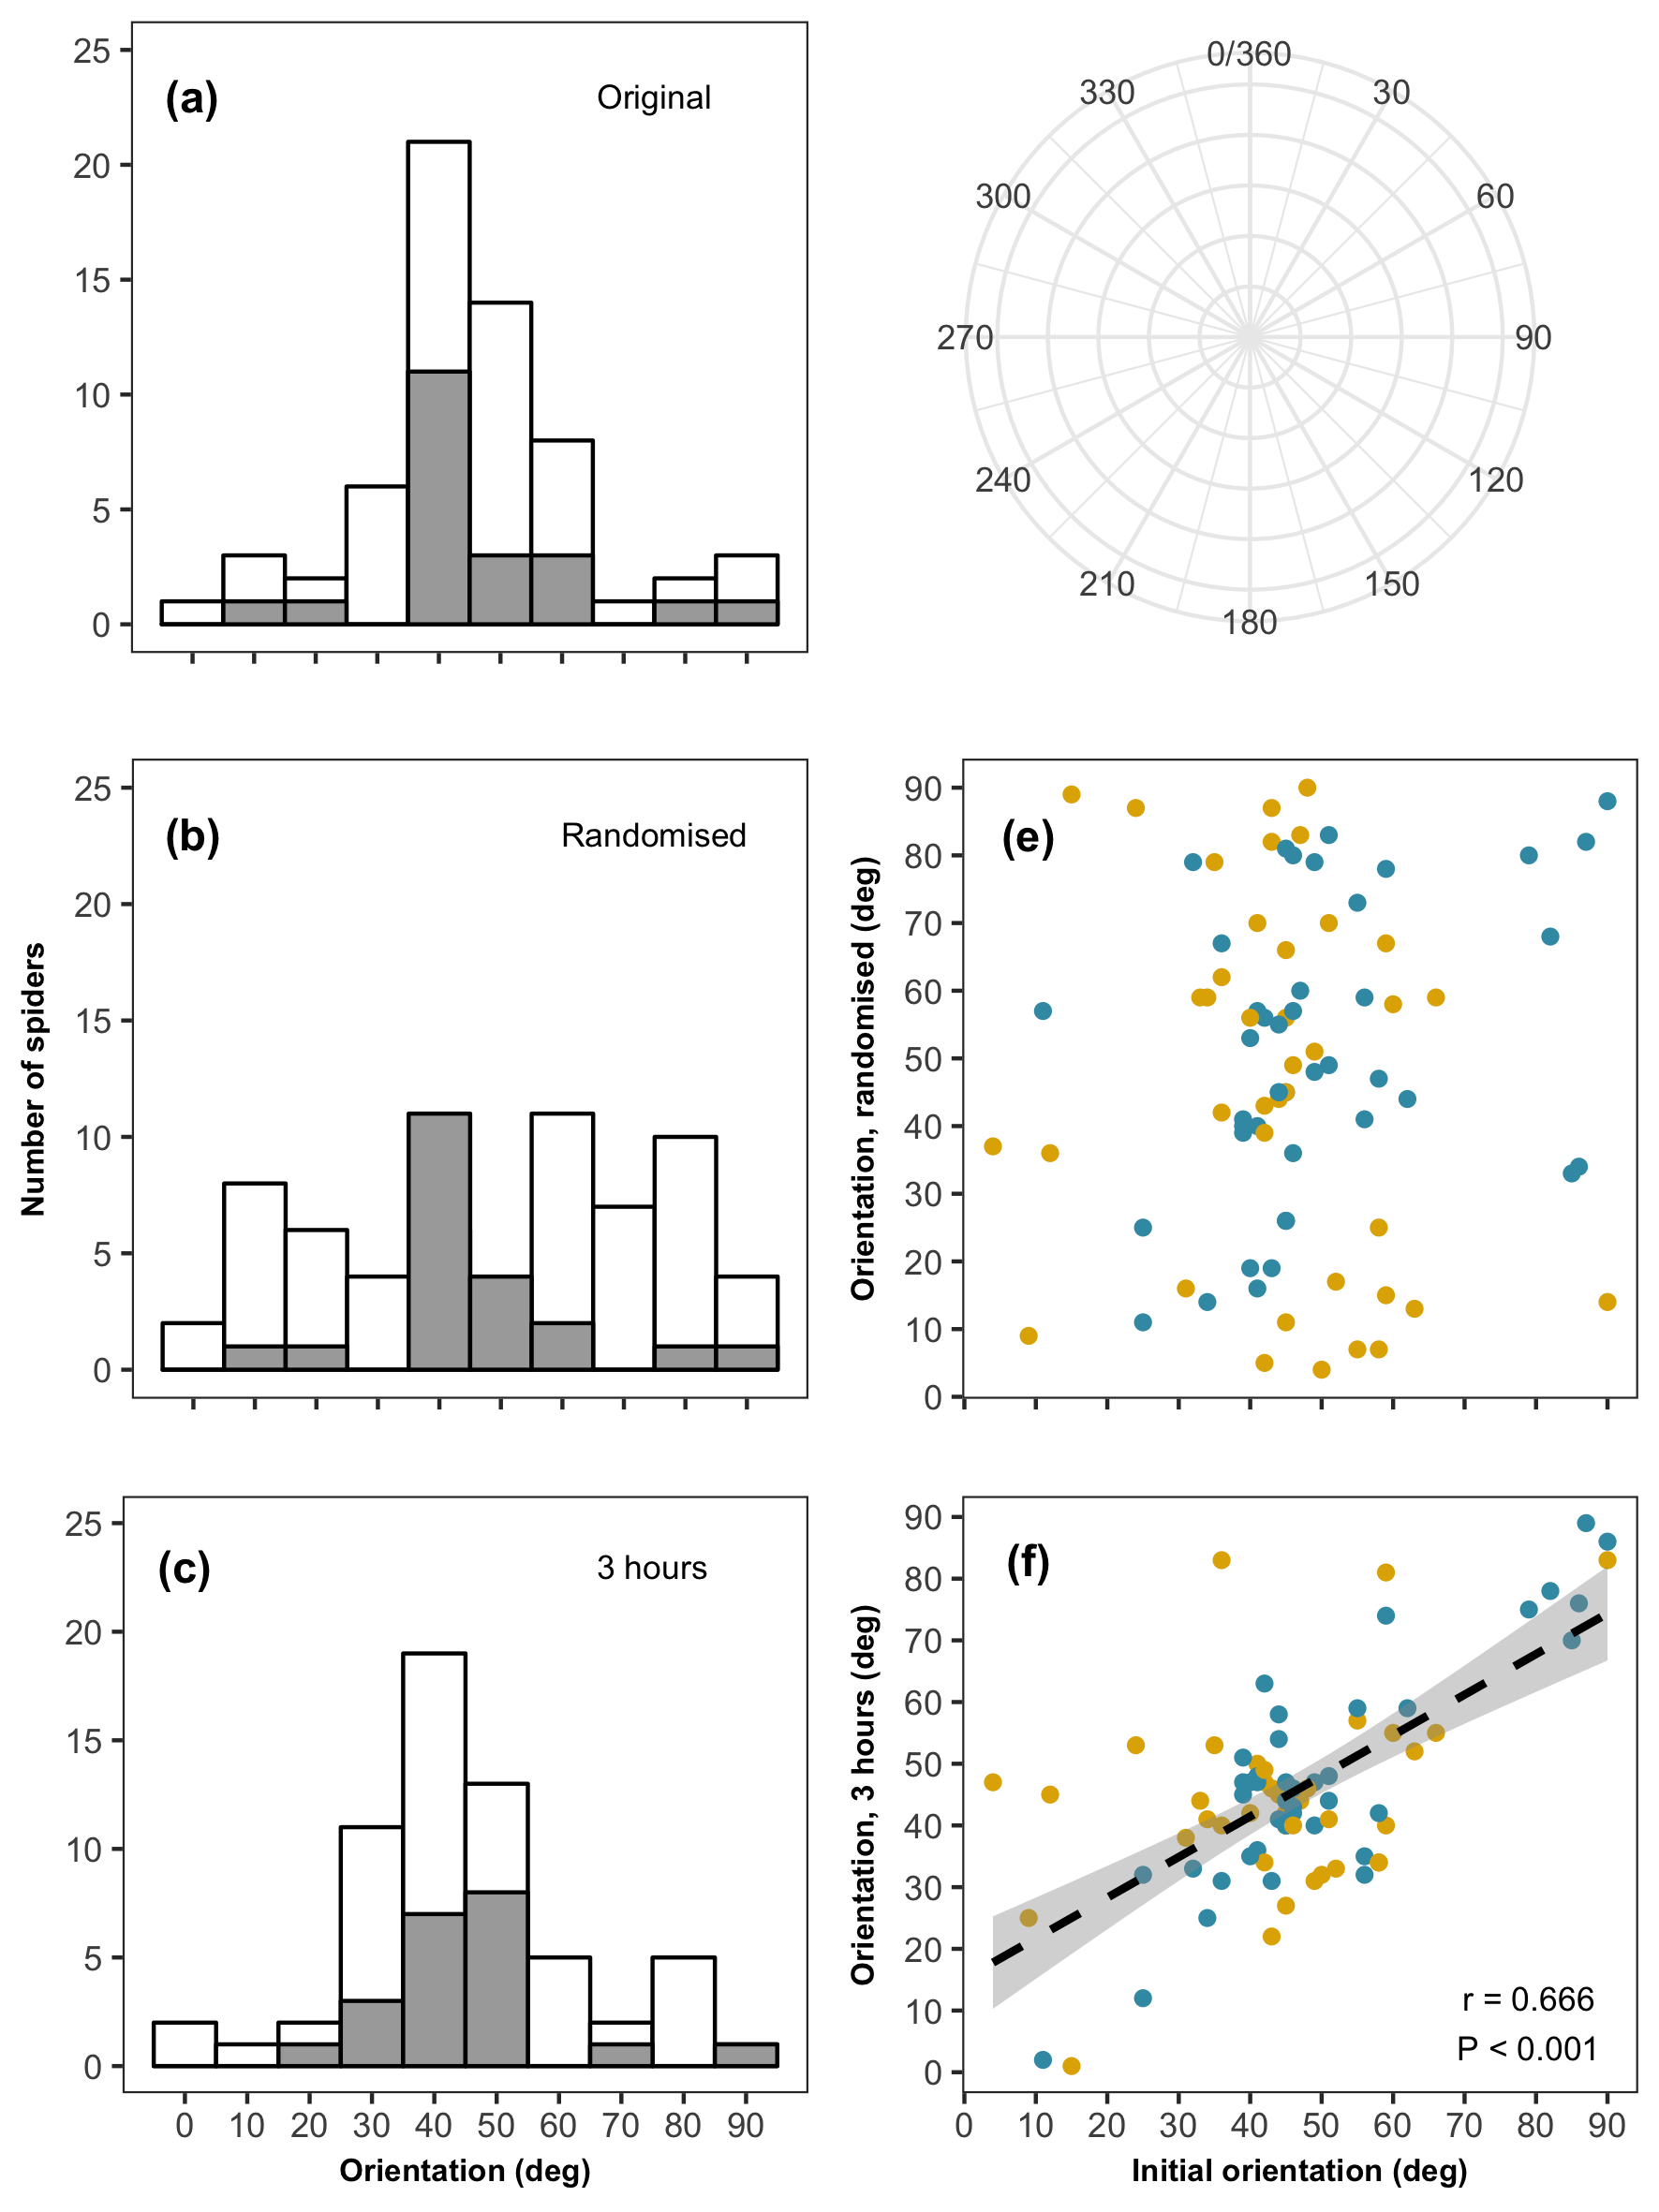 25
20
15
10
5
0
(a)
Original
0/360
30
60
90
120
150
180
210
240
270
300
330
Number of spiders
25
20
15
10
5
0
(b)
Randomised
Orientation, randomised (deg)
90
80
70
60
50
40
30
20
10
0
(e)
25
20
15
10
5
0
(c)
3 hours
0 10 20 30 40 50 60 70 80 90
Orientation (deg)
Orientation, 3 hours (deg)
90
80
70
60
50
40
30
20
10
0
(f)
r = 0.666
P < 0.001
0 10 20 30 40 50 60 70 80 90
Initial orientation (deg)